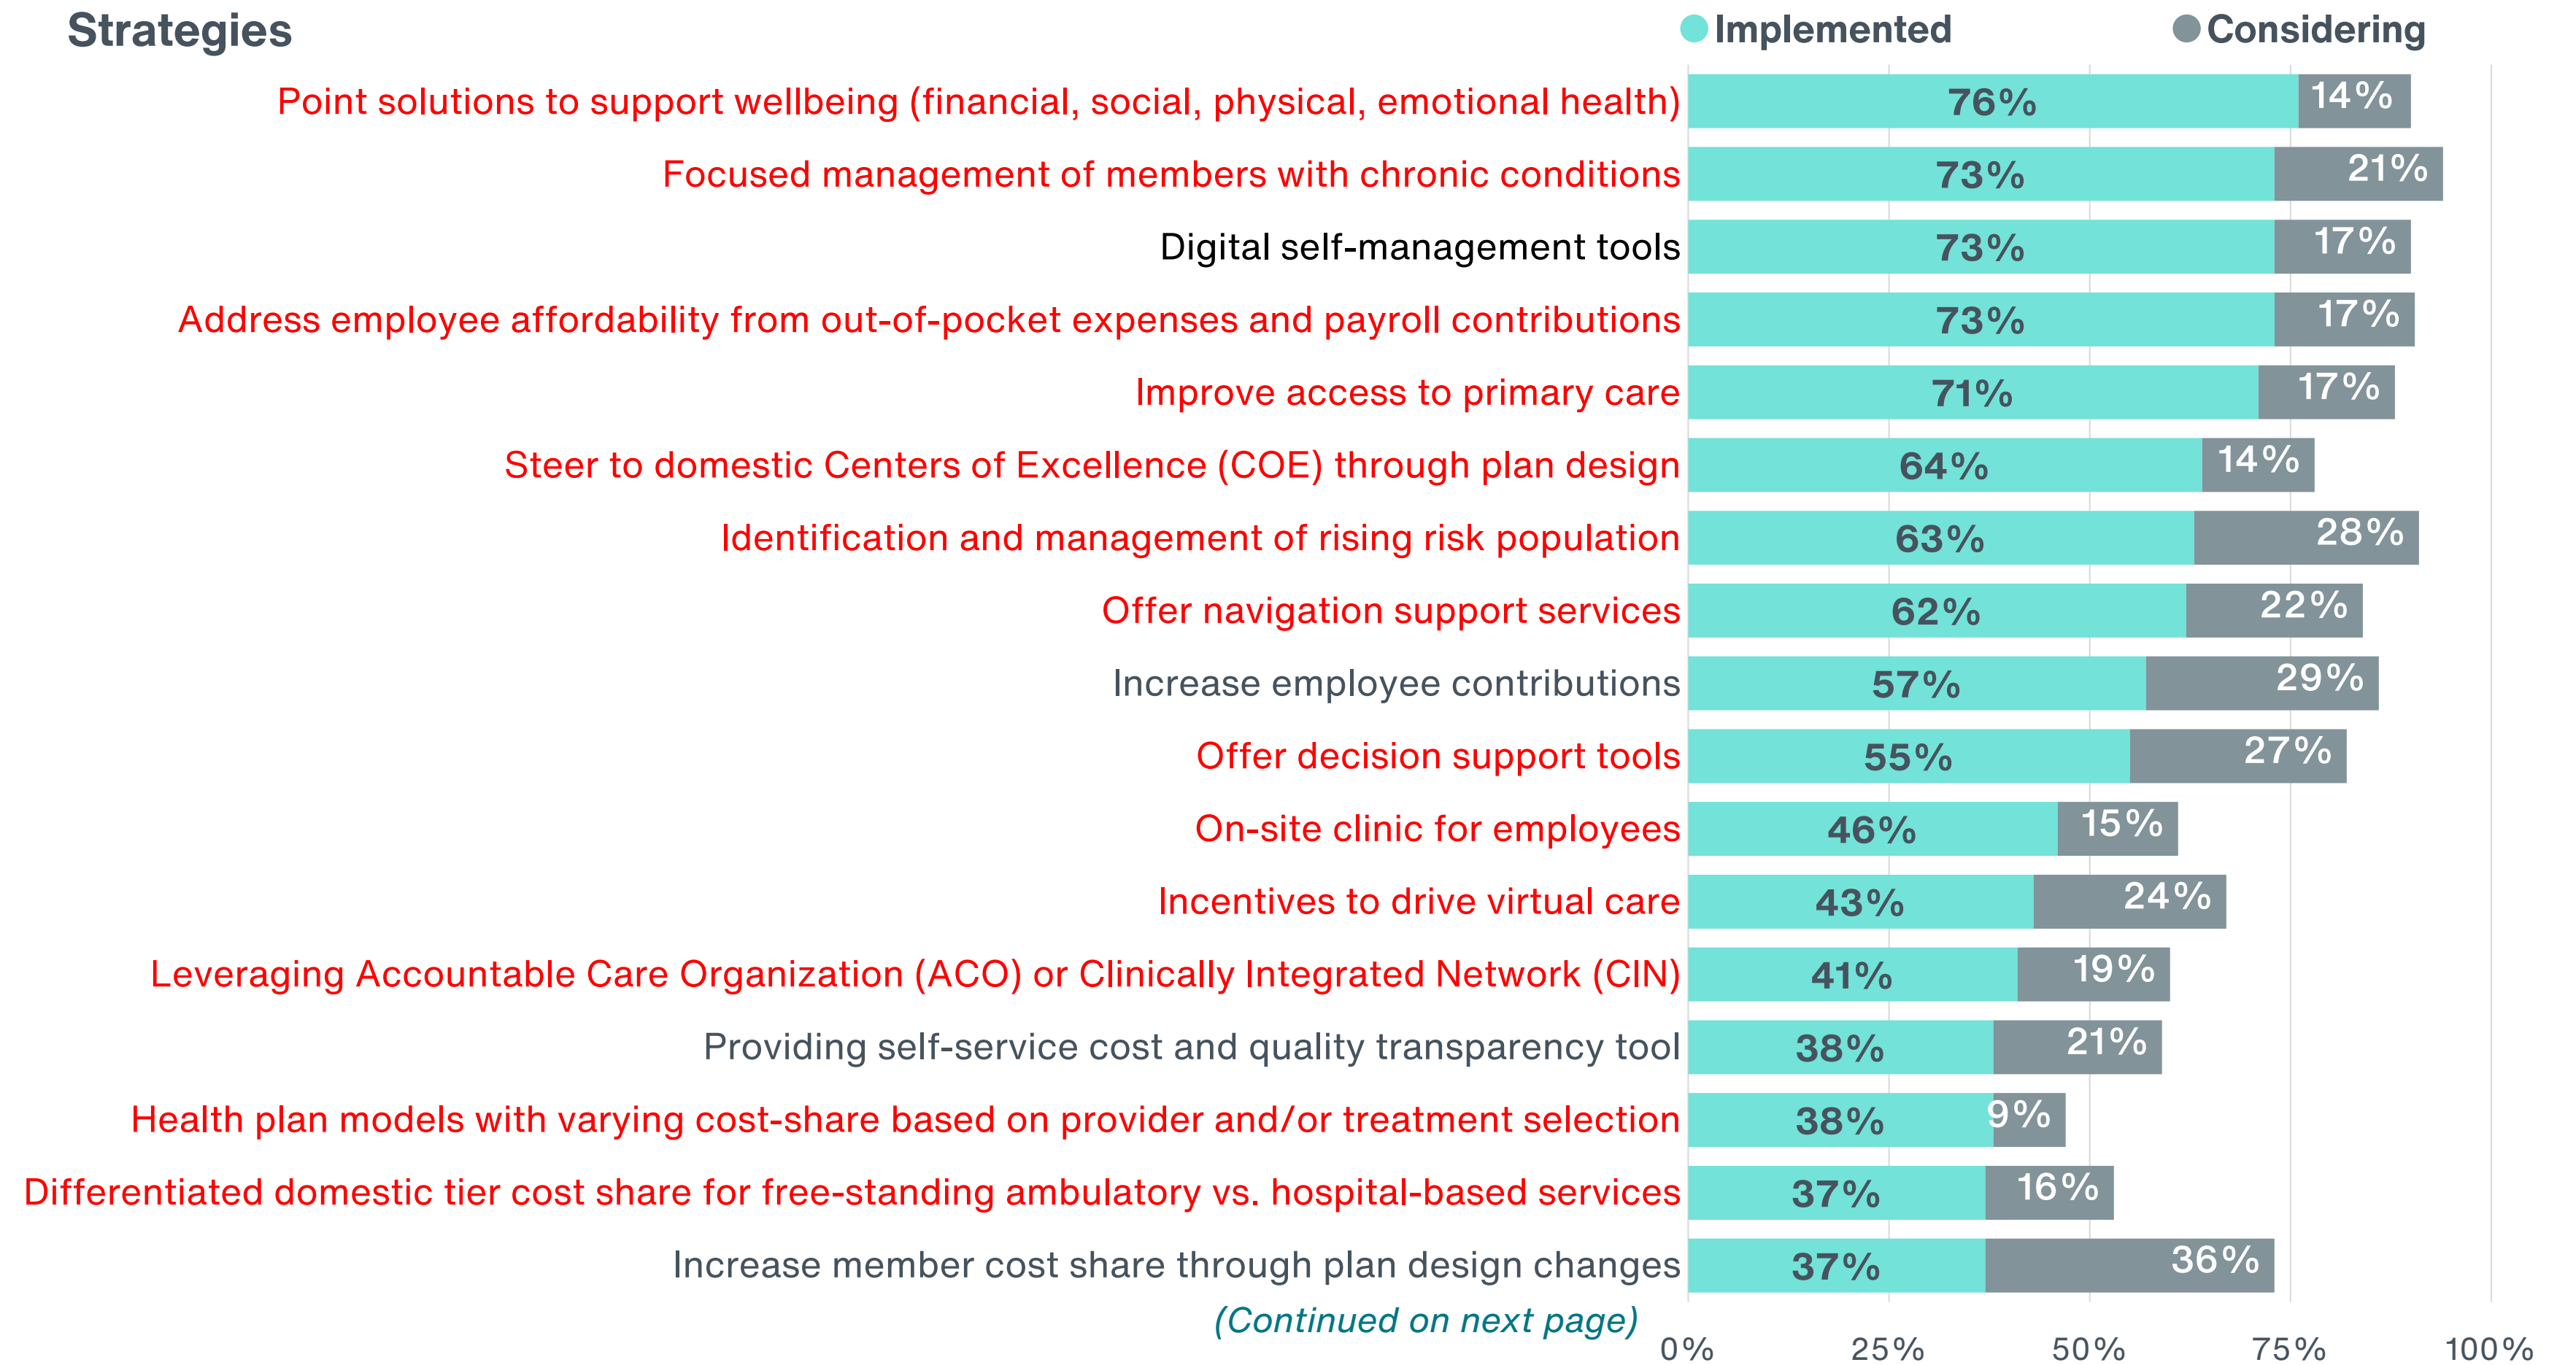 Strategies
Implemented Considering
Point solutions to support wellbeing (financial, social, physical, emotional health) 76% 14%
Focused management of members with chronic conditions 73% 21%
Digital self-management tools 73% 17%
Address employee affordability from out-of-pocket expenses and payroll contributions 73% 17%
Improve access to primary care 71% 17%
Steer to domestic Centers of Excellence (COE) through plan design 64% 14%
Identification and management of rising risk population 63% 28%
Offer navigation support services 62% 22%
Increase employee contributions 57% 29%
Offer decision support tools 55% 27%
On-site clinic for employees 46% 15%
Incentives to drive virtual care 43% 24%
Leveraging Accountable Care Organization (ACO) or Clinically Integrated Network (CIN) 41% 19%
Providing self-service cost and quality transparency tool 38% 21%
Health plan models with varying cost-share based on provider and/or treatment selection 38% 9%
Differentiated domestic tier cost share for free-standing ambulatory vs. hospital-based services 37% 16%
Increase member cost share through plan design changes 37% 36%
(Continued on next page)
0% 25% 50% 75% 100%